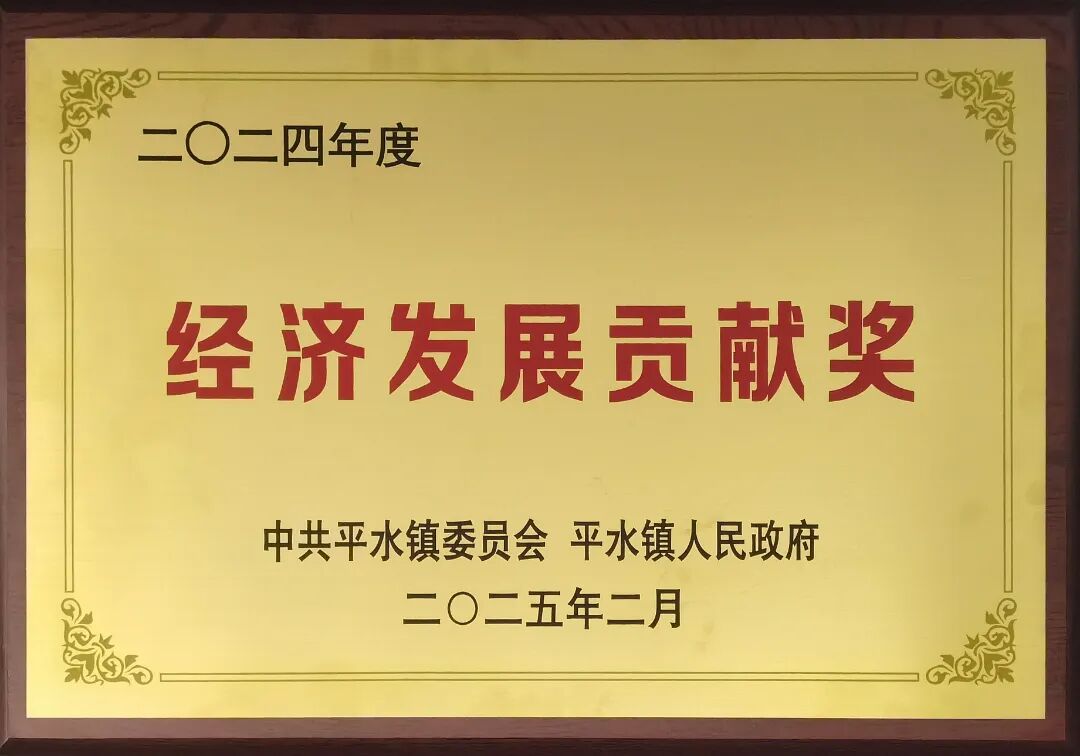 二〇二四年度
经济发展贡献奖
中共平水镇委员会 平水镇人民政府
二〇二五年二月